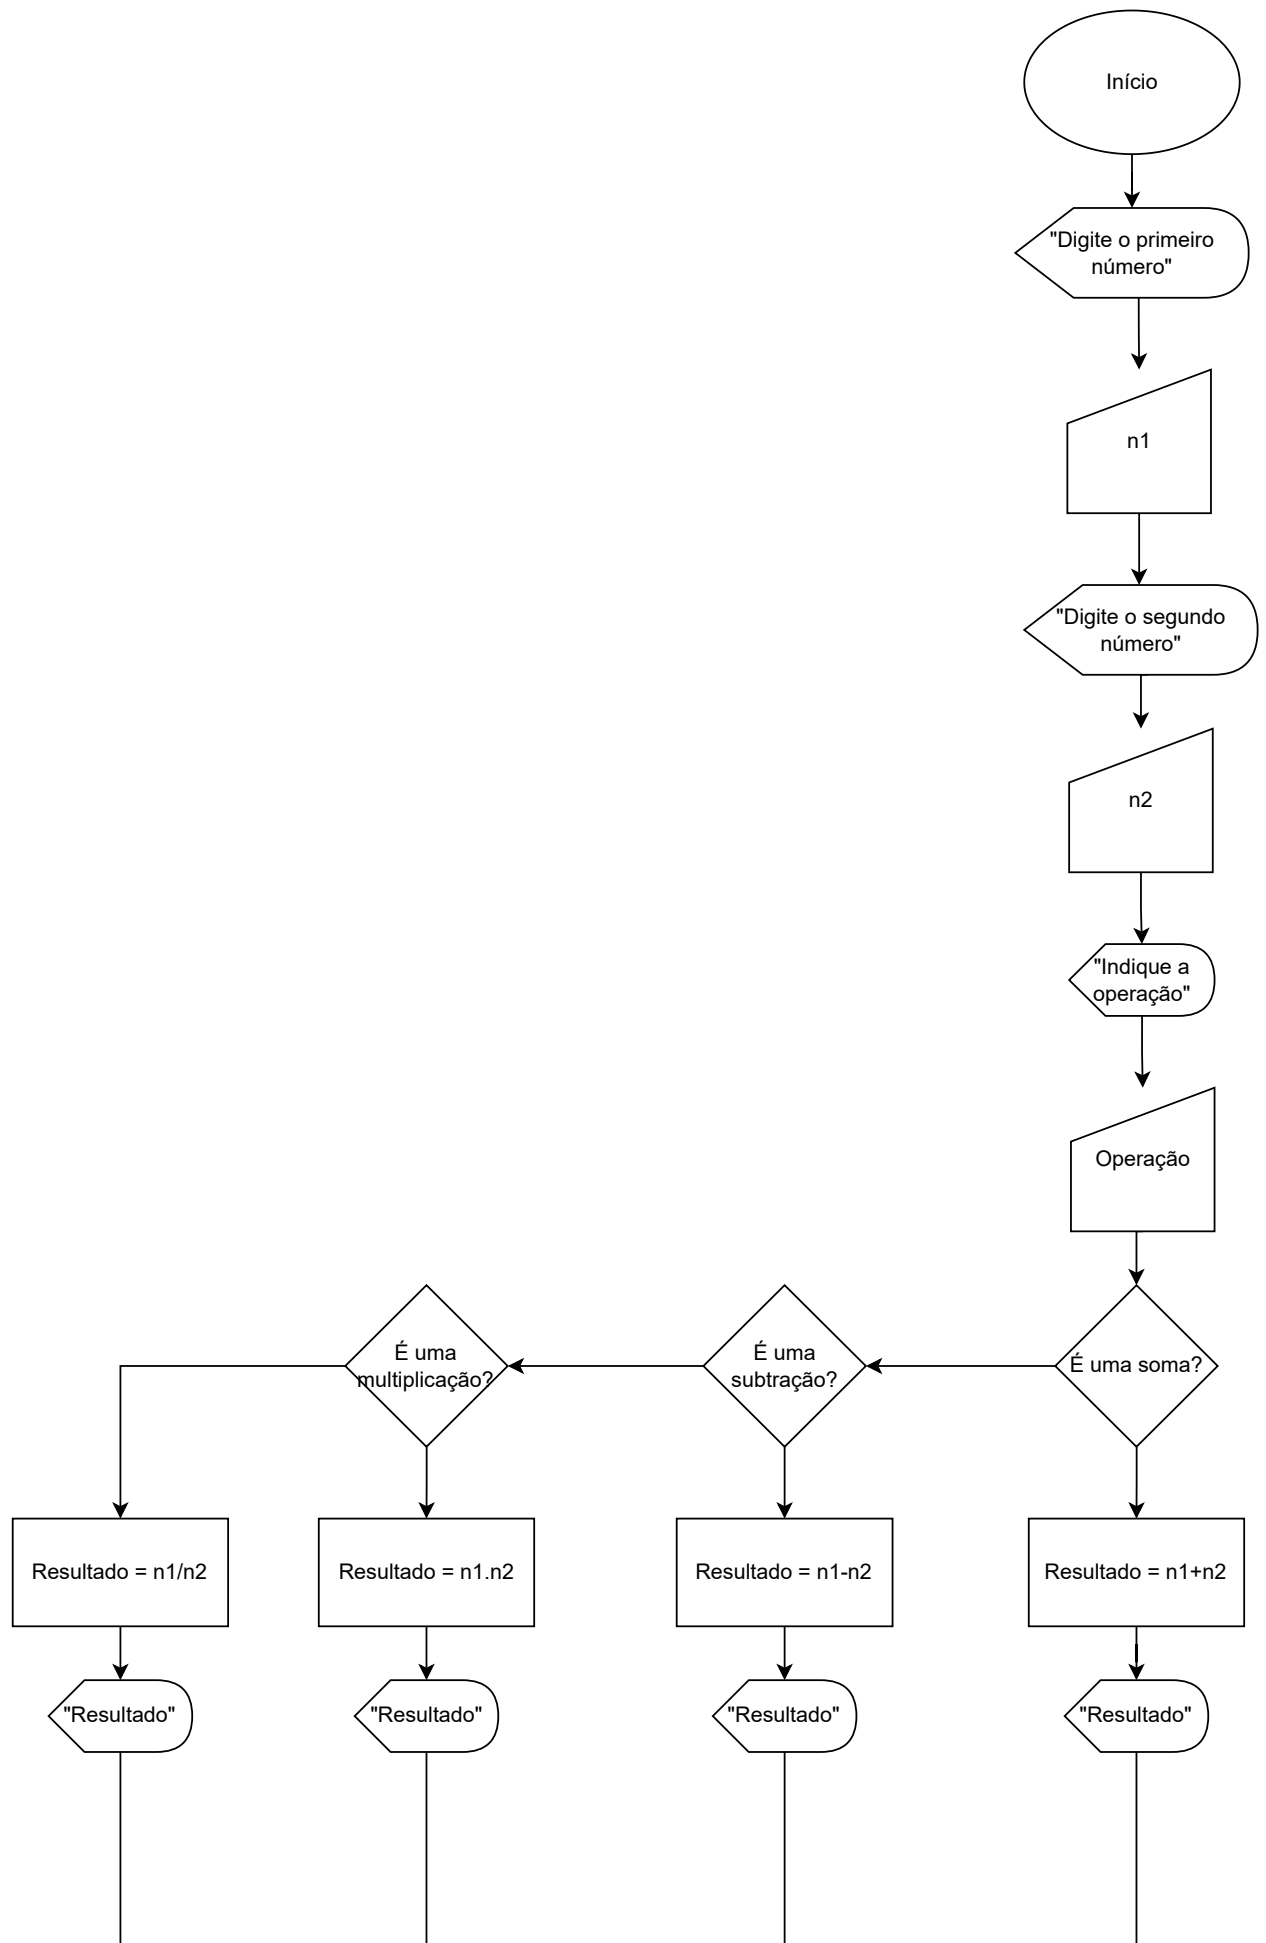 Início
"Digite o primeiro
número"
n1
"Digite o segundo
número"
n2
"Indique a
operação"
Operação
É uma
multiplicação?
É uma
subtração?
É uma soma?
Resultado = n1/n2
Resultado = n1.n2
Resultado = n1-n2
Resultado = n1+n2
"Resultado"
"Resultado"
"Resultado"
"Resultado"